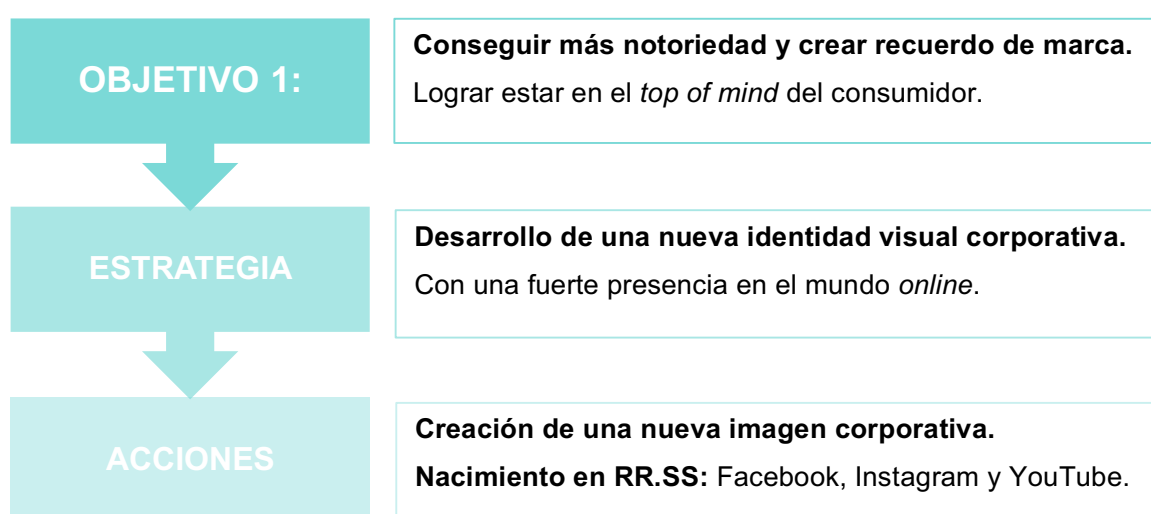 OBJETIVO 1:
Conseguir más notoriedad y crear recuerdo de marca.
Lograr estar en el top of mind del consumidor.
ESTRATEGIA
Desarrollo de una nueva identidad visual corporativa.
Con una fuerte presencia en el mundo online.
ACCIONES
Creación de una nueva imagen corporativa.
Nacimiento en RR.SS: Facebook, Instagram y YouTube.